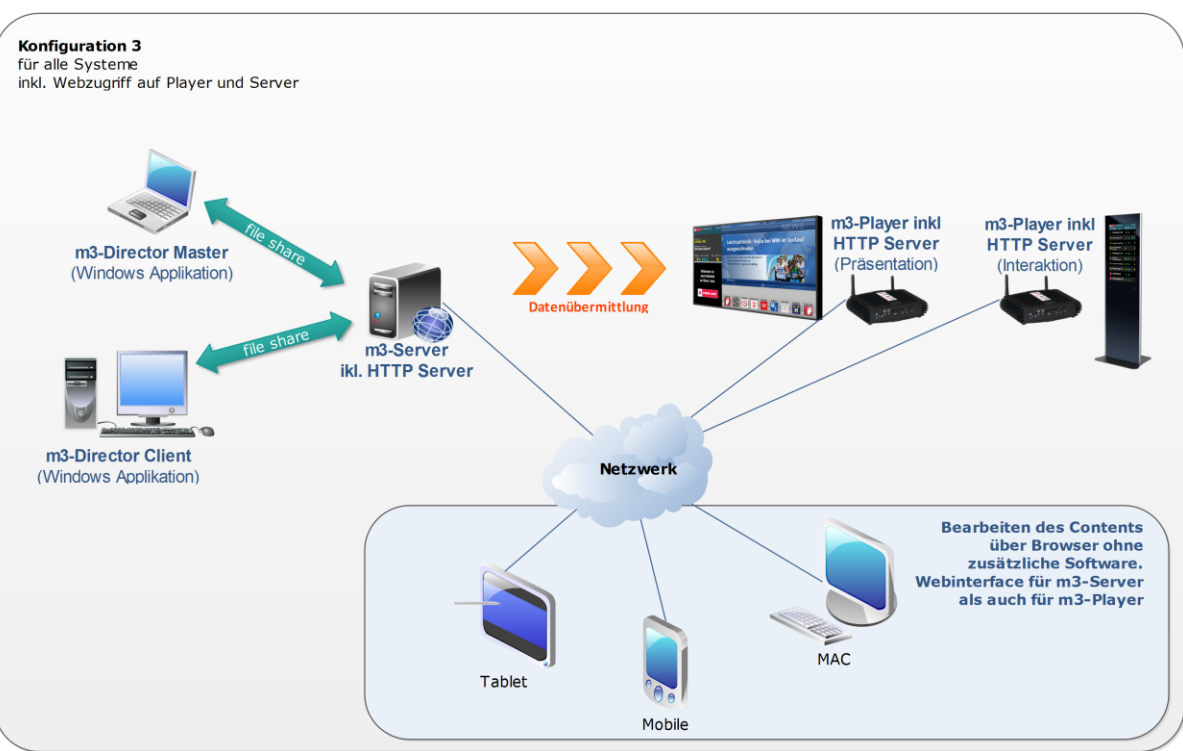 Konfiguration 3
für alle Systeme
inkl. Webzugriff auf Player und Server
m3-Director Master
(Windows Applikation)
file share
file share
m3-Director Client
(Windows Applikation)
m3-Server
ikl. HTTP Server
Datenübermittlung
m3-Player inkl
HTTP Server
(Präsentation)
m3-Player inkl
HTTP Server
(Interaktion)
Netzwerk
Bearbeiten des Contents
über Browser ohne
zusätzliche Software.
Webinterface für m3-Server
als auch für m3-Player
Tablet
Mobile
MAC